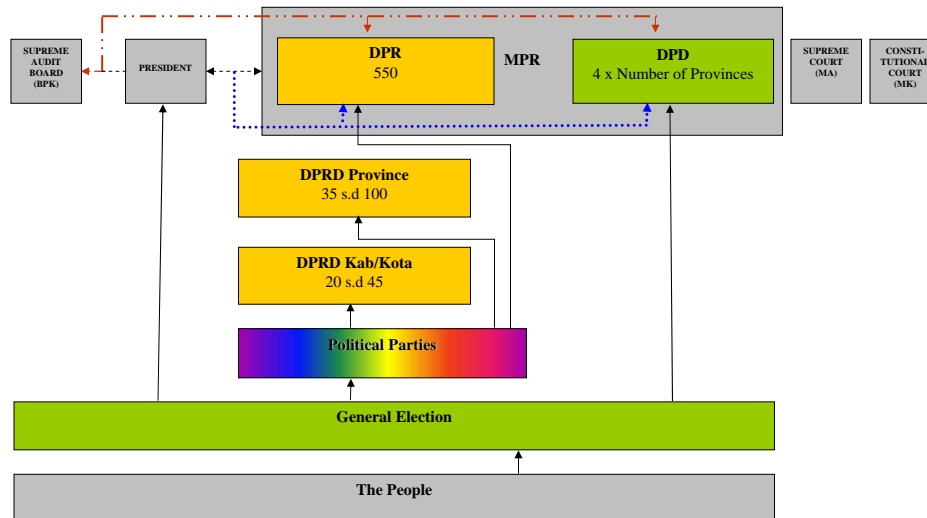 SUPREME
AUDIT
BOARD
(BPK)
PRESIDENT
DPR
550
MPR
DPD
4 x Number of Provinces
SUPREME
COURT
(MA)
CONSTI-
TUTIONAL
COURT
(MK)
DPRD Province
35 s.d 100
DPRD Kab/Kota
20 s.d 45
Political Parties
General Election
The People